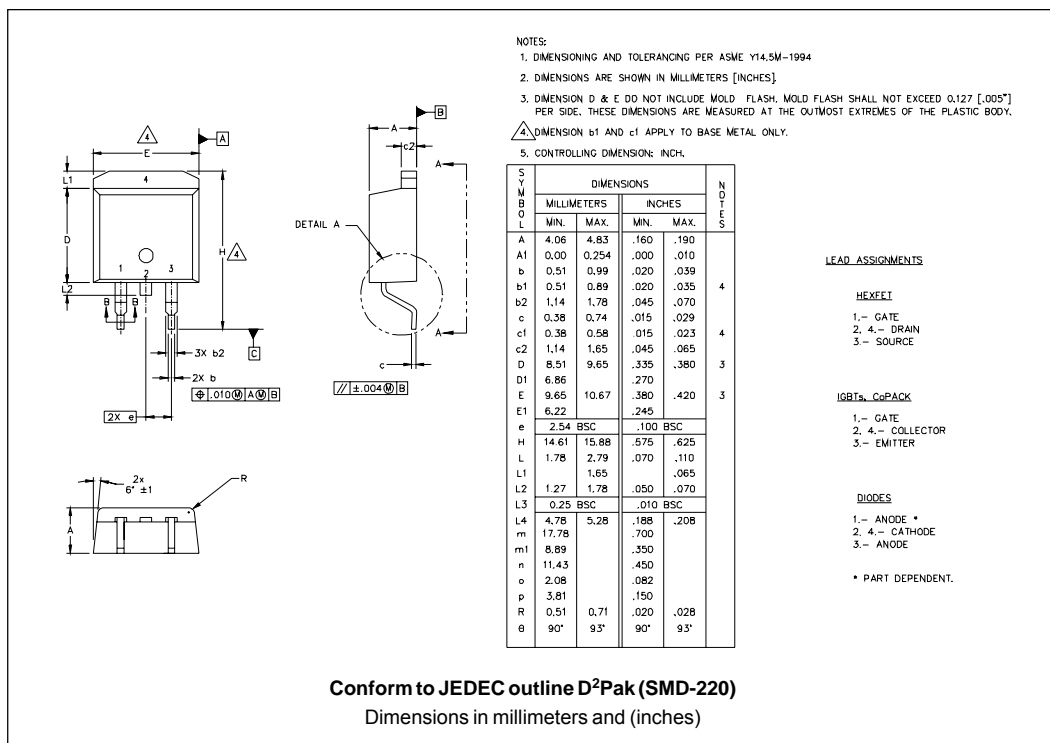 NOTES:
1. DIMENSIONING AND TOLERANCING PER ASME Y14.5M-1994
2. DIMENSIONS ARE SHOWN IN MILLIMETERS [INCHES].
3. DIMENSION D & E DO NOT INCLUDE MOLD FLASH. MOLD FLASH SHALL NOT EXCEED 0.127 [.005"]
PER SIDE. THESE DIMENSIONS ARE MEASURED AT THE OUTMOST EXTREMES OF THE PLASTIC BODY.
4. DIMENSION b1 AND c1 APPLY TO BASE METAL ONLY.
5. CONTROLLING DIMENSION: INCH.
4
E
A
L1
4
D
H
4
1
2
3
L2
B
B
C
3X b2
2X b
⌖ .010 Ⓜ A Ⓜ B
2X e
A
B
c2
A
DETAIL A
A
c
// ±.004 Ⓜ B
2x
6° ±1
R
A
SYMBOL DIMENSIONS NOTES
MILLIMETERS INCHES
MIN. MAX. MIN. MAX.
A 4.06 4.83 .160 .190
A1 0.00 0.254 .000 .010
b 0.51 0.99 .020 .039
b1 0.51 0.89 .020 .035 4
b2 1.14 1.78 .045 .070
c 0.38 0.74 .015 .029
c1 0.38 0.58 .015 .023 4
c2 1.14 1.65 .045 .065
D 8.51 9.65 .335 .380 3
D1 6.86 .270
E 9.65 10.67 .380 .420 3
E1 6.22 .245
e 2.54 BSC .100 BSC
H 14.61 15.88 .575 .625
L 1.78 2.79 .070 .110
L1 1.65 .065
L2 1.27 1.78 .050 .070
L3 0.25 BSC .010 BSC
L4 4.78 5.28 .188 .208
m 17.78 .700
m1 8.89 .350
n 11.43 .450
o 2.08 .082
p 3.81 .150
R 0.51 0.71 .020 .028
θ 90° 93° 90° 93°
LEAD ASSIGNMENTS
HEXFET
1.- GATE
2, 4.- DRAIN
3.- SOURCE
IGBTs, CoPACK
1.- GATE
2, 4.- COLLECTOR
3.- EMITTER
DIODES
1.- ANODE *
2, 4.- CATHODE
3.- ANODE
* PART DEPENDENT.
Conform to JEDEC outline D²Pak (SMD-220)
Dimensions in millimeters and (inches)